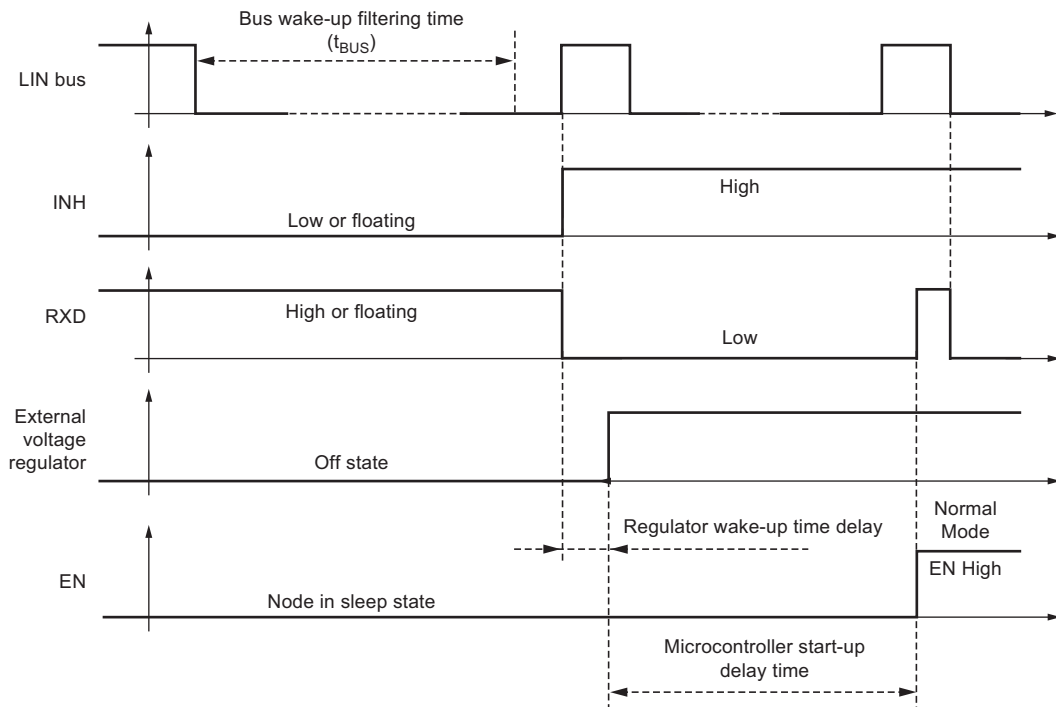 Bus wake-up filtering time
(tBUS)
LIN bus
INH
Low or floating
High
RXD
High or floating
Low
External
voltage
regulator
Off state
Regulator wake-up time delay
Normal
Mode
EN
Node in sleep state
EN High
Microcontroller start-up
delay time